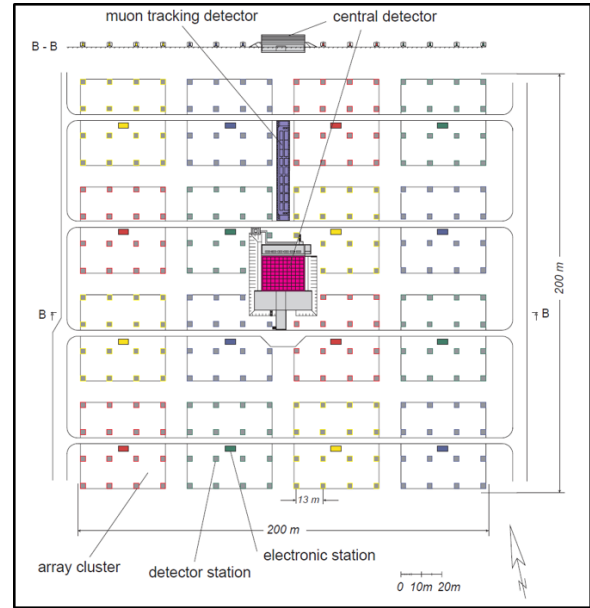 muon tracking detector
central detector
B - B
200 m
B
B
13 m
200 m
array cluster
detector station
electronic station
0 10m 20m
N